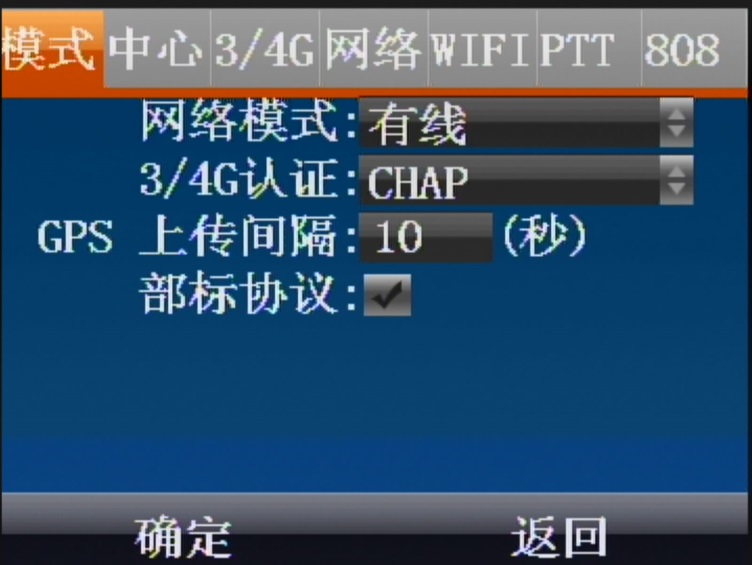 模式 中心 3/4G 网络 WIFI PTT 808
网络模式: 有线
3/4G认证: CHAP
GPS 上传间隔: 10 (秒)
部标协议:
确定 返回